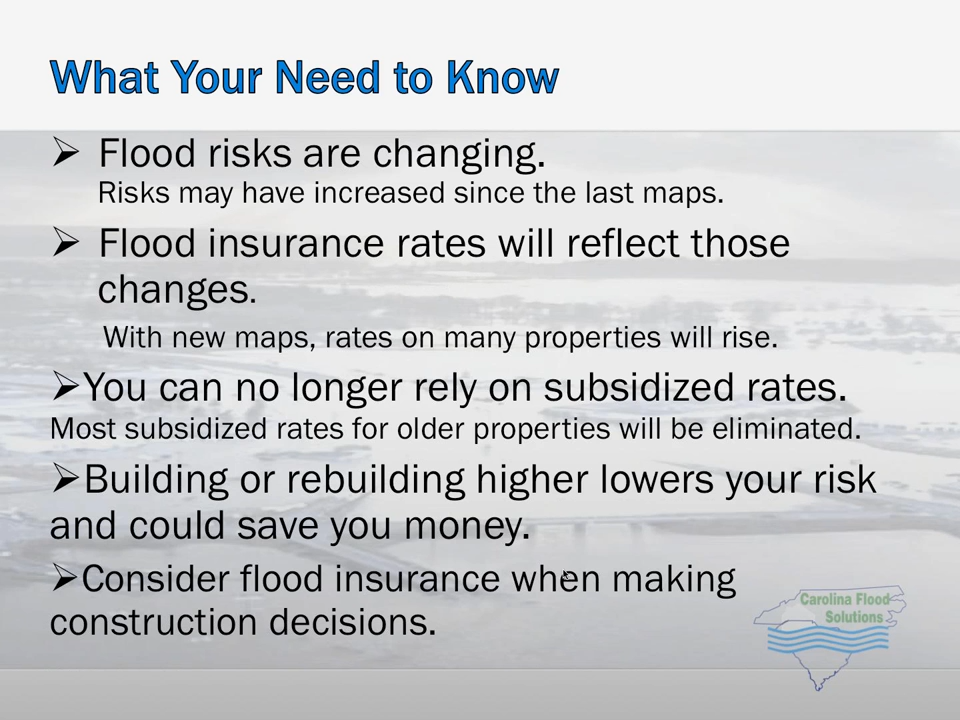 What Your Need to Know
➢ Flood risks are changing.
Risks may have increased since the last maps.
➢ Flood insurance rates will reflect those
changes.
With new maps, rates on many properties will rise.
➢You can no longer rely on subsidized rates.
Most subsidized rates for older properties will be eliminated.
➢Building or rebuilding higher lowers your risk
and could save you money.
➢Consider flood insurance when making
construction decisions.
Carolina Flood
Solutions